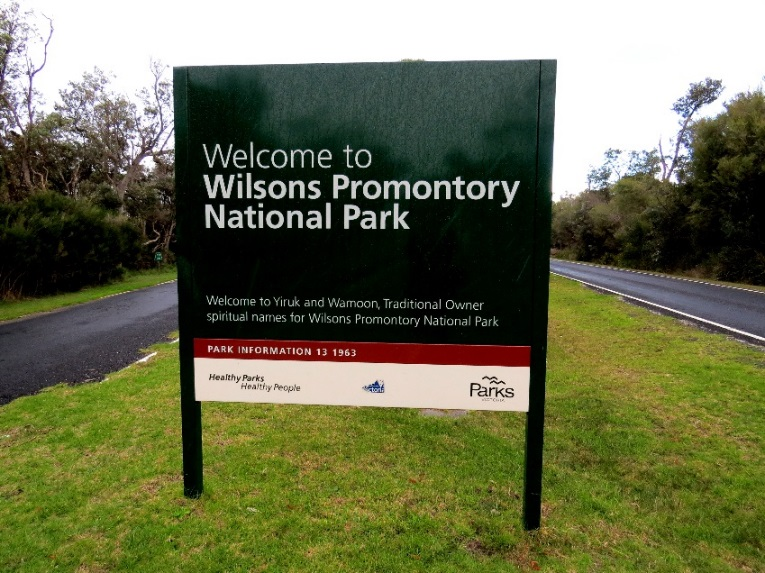 Welcome to
Wilsons Promontory
National Park
Welcome to Yiruk and Wamoon, Traditional Owner
spiritual names for Wilsons Promontory National Park
PARK INFORMATION 13 1963
Healthy Parks
Healthy People
Parks